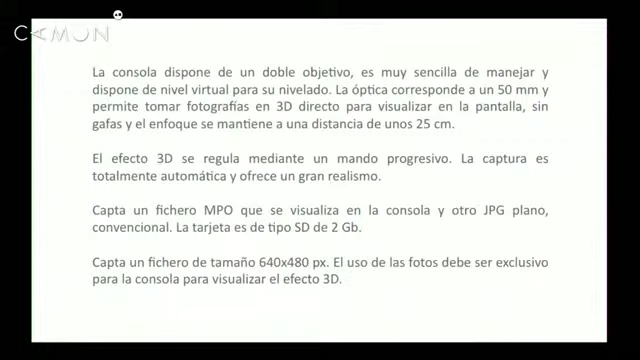 CAMON
La consola dispone de un doble objetivo, es muy sencilla de manejar y
dispone de nivel virtual para su nivelado. La óptica corresponde a un 50 mm y
permite tomar fotografías en 3D directo para visualizar en la pantalla, sin
gafas y el enfoque se mantiene a una distancia de unos 25 cm.
El efecto 3D se regula mediante un mando progresivo. La captura es
totalmente automática y ofrece un gran realismo.
Capta un fichero MPO que se visualiza en la consola y otro JPG plano,
convencional. La tarjeta es de tipo SD de 2 Gb.
Capta un fichero de tamaño 640x480 px. El uso de las fotos debe ser exclusivo
para la consola para visualizar el efecto 3D.